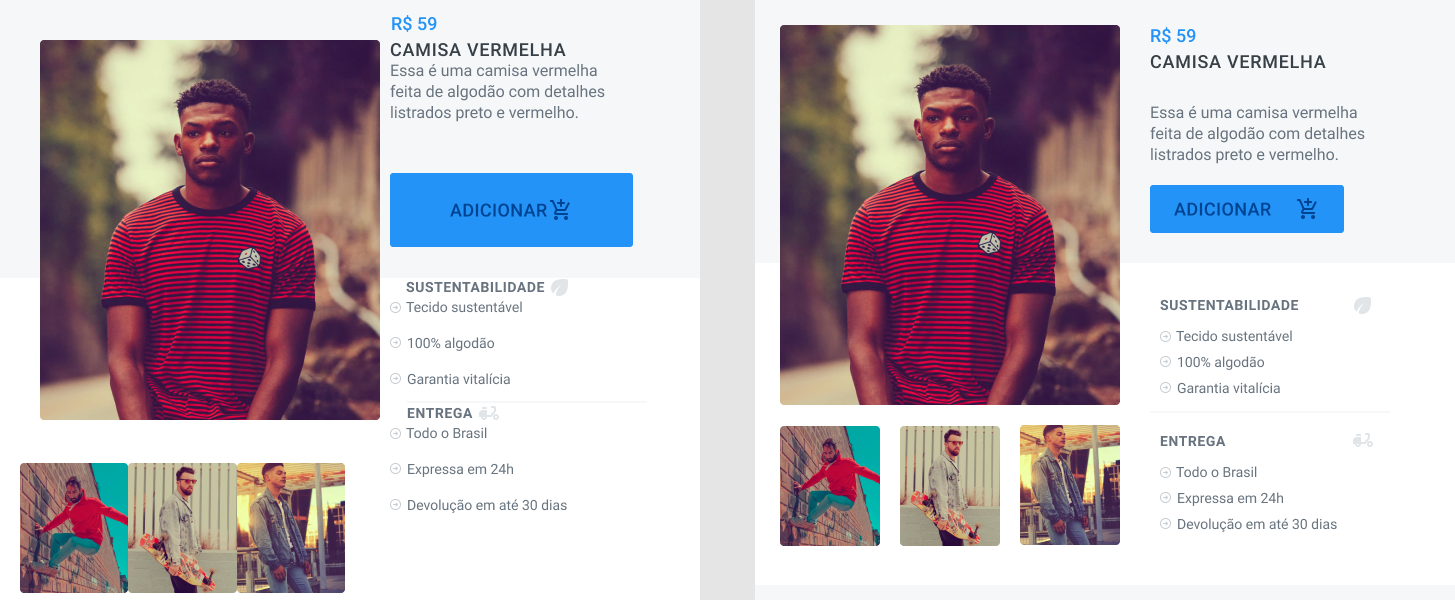 R$ 59
CAMISA VERMELHA
Essa é uma camisa vermelha
feita de algodão com detalhes
listrados preto e vermelho.
ADICIONAR
SUSTENTABILIDADE
Tecido sustentável
100% algodão
Garantia vitalícia
ENTREGA
Todo o Brasil
Expressa em 24h
Devolução em até 30 dias
R$ 59
CAMISA VERMELHA
Essa é uma camisa vermelha
feita de algodão com detalhes
listrados preto e vermelho.
ADICIONAR
SUSTENTABILIDADE
Tecido sustentável
100% algodão
Garantia vitalícia
ENTREGA
Todo o Brasil
Expressa em 24h
Devolução em até 30 dias